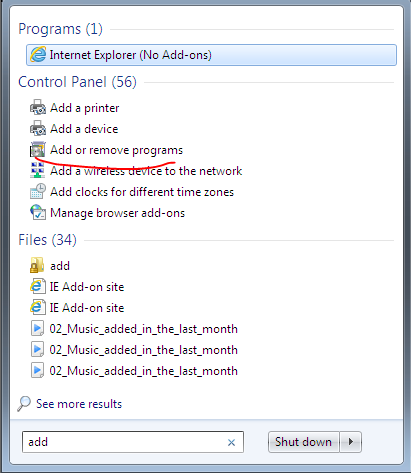 Programs (1)
Internet Explorer (No Add-ons)
Control Panel (56)
Add a printer
Add a device
Add or remove programs
Add a wireless device to the network
Add clocks for different time zones
Manage browser add-ons
Files (34)
add
IE Add-on site
IE Add-on site
02_Music_added_in_the_last_month
02_Music_added_in_the_last_month
02_Music_added_in_the_last_month
See more results
add
Shut down